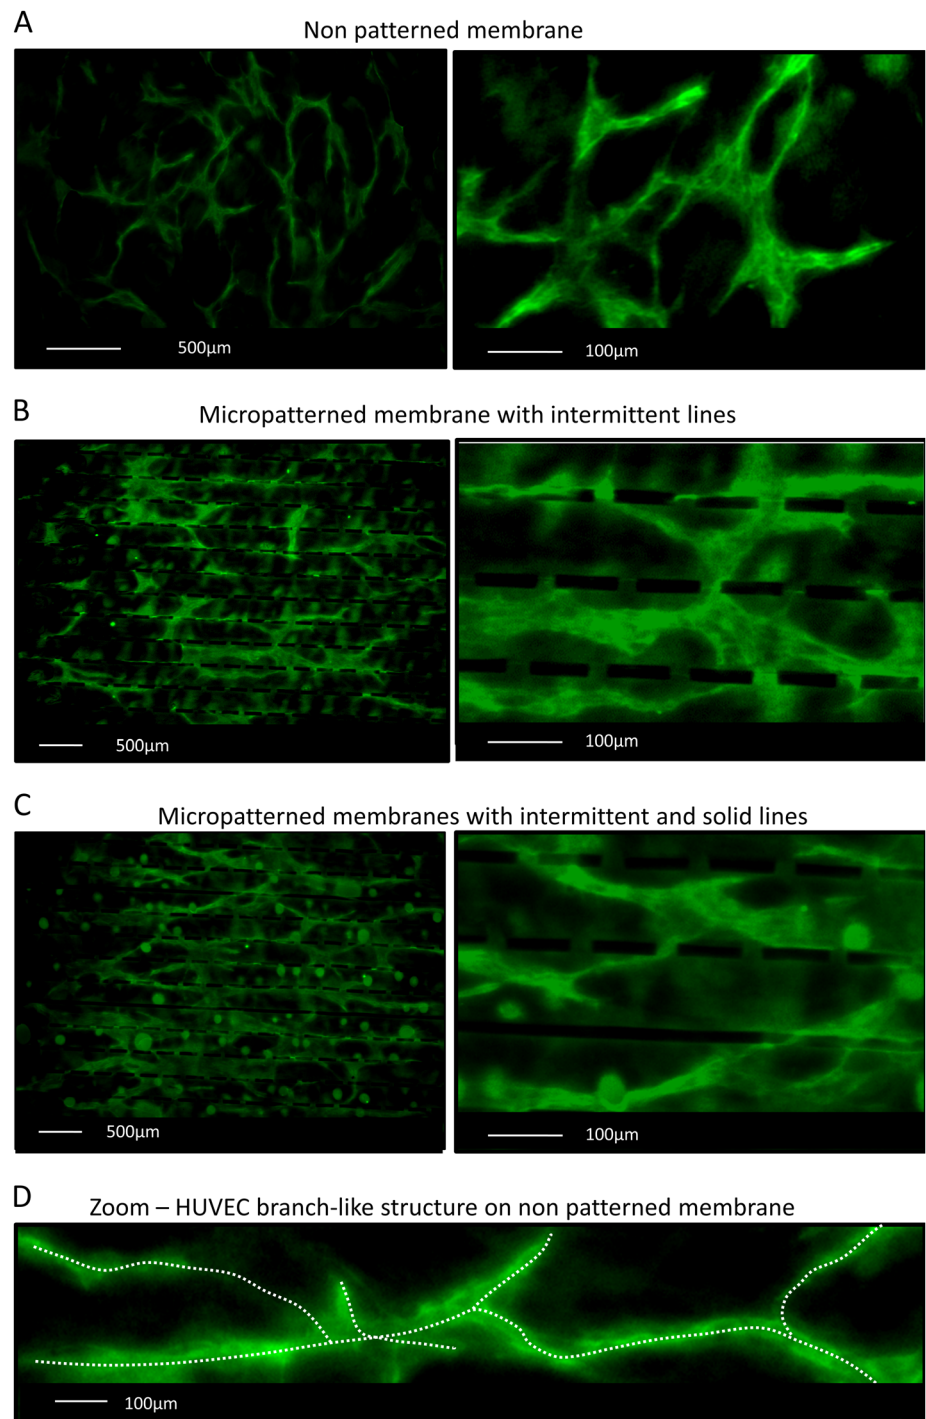 A
Non patterned membrane
500µm
100µm
B
Micropatterned membrane with intermittent lines
500µm
100µm
C
Micropatterned membranes with intermittent and solid lines
500µm
100µm
D
Zoom – HUVEC branch-like structure on non patterned membrane
100µm